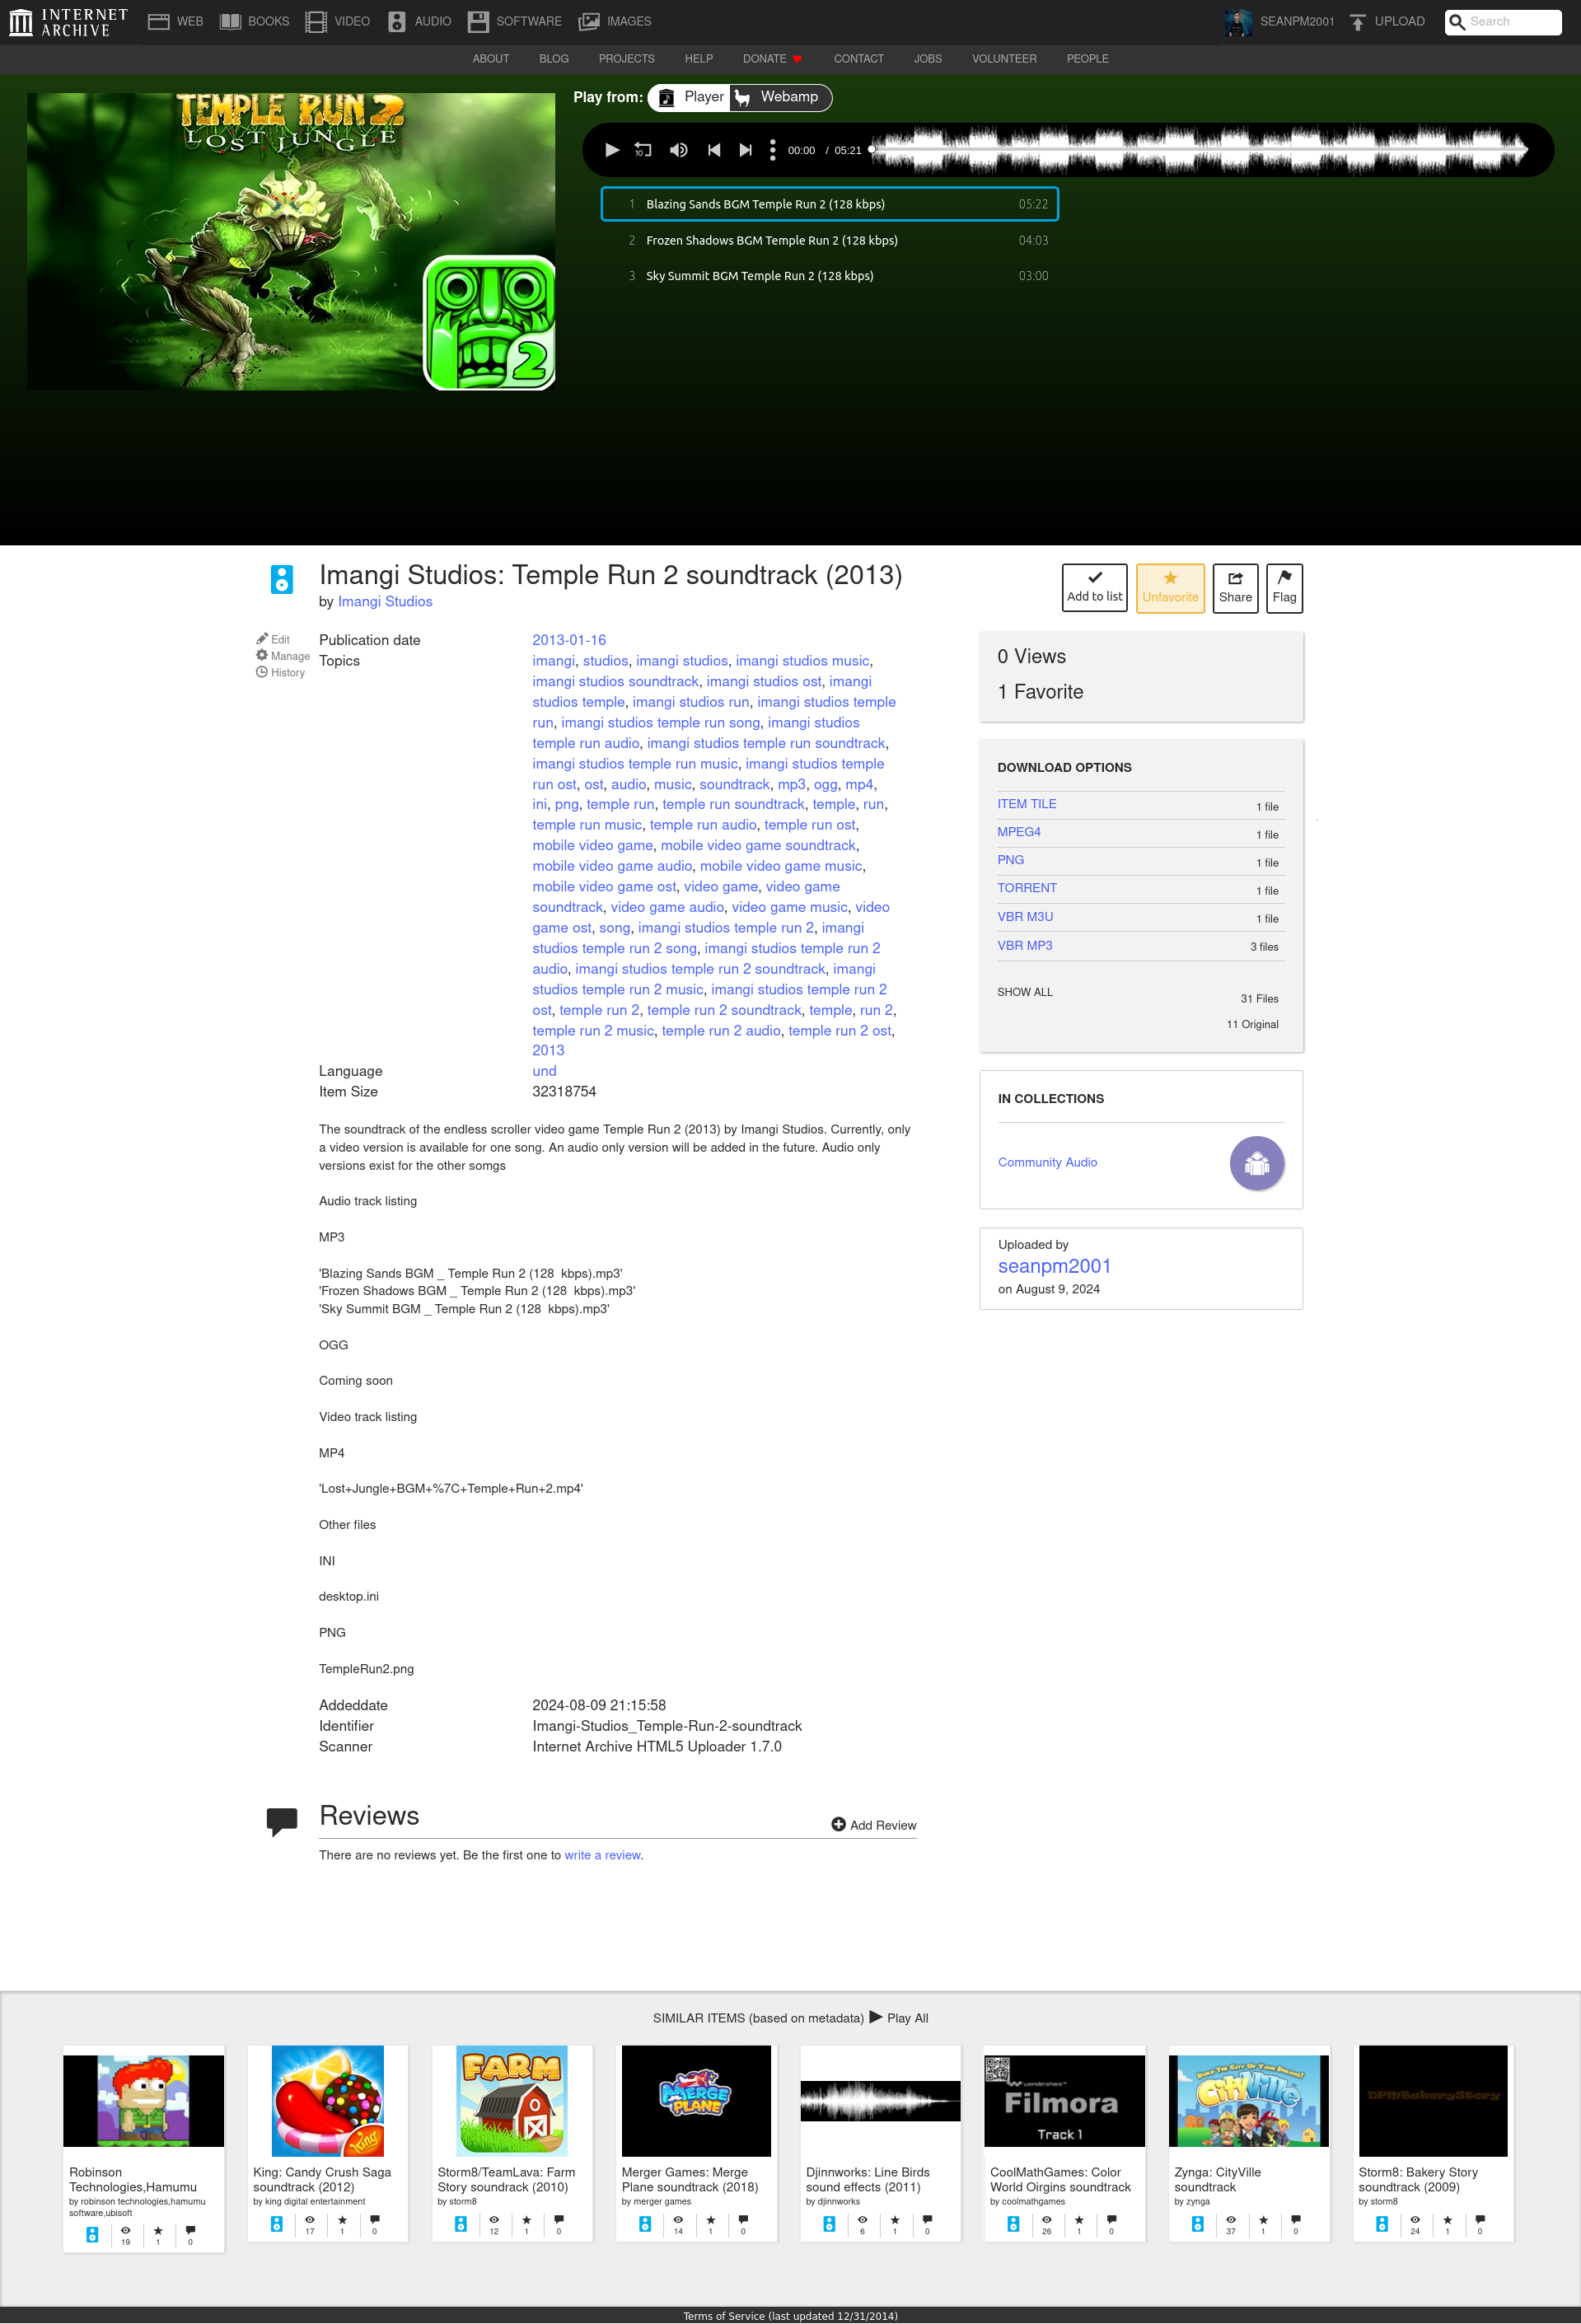 INTERNET ARCHIVE WEB BOOKS VIDEO AUDIO SOFTWARE IMAGES SEANPM2001 UPLOAD Search
ABOUT BLOG PROJECTS HELP DONATE CONTACT JOBS VOLUNTEER PEOPLE
TEMPLE RUN 2
LOST JUNGLE
2
Play from: Player Webamp
10 00:00 / 05:21
1 Blazing Sands BGM Temple Run 2 (128 kbps) 05:22
2 Frozen Shadows BGM Temple Run 2 (128 kbps) 04:03
3 Sky Summit BGM Temple Run 2 (128 kbps) 03:00
Imangi Studios: Temple Run 2 soundtrack (2013)
by Imangi Studios
Edit
Manage
History
Publication date 2013-01-16
Topics imangi, studios, imangi studios, imangi studios music,
imangi studios soundtrack, imangi studios ost, imangi
studios temple, imangi studios run, imangi studios temple
run, imangi studios temple run song, imangi studios
temple run audio, imangi studios temple run soundtrack,
imangi studios temple run music, imangi studios temple
run ost, ost, audio, music, soundtrack, mp3, ogg, mp4,
ini, png, temple run, temple run soundtrack, temple, run,
temple run music, temple run audio, temple run ost,
mobile video game, mobile video game soundtrack,
mobile video game audio, mobile video game music,
mobile video game ost, video game, video game
soundtrack, video game audio, video game music, video
game ost, song, imangi studios temple run 2, imangi
studios temple run 2 song, imangi studios temple run 2
audio, imangi studios temple run 2 soundtrack, imangi
studios temple run 2 music, imangi studios temple run 2
ost, temple run 2, temple run 2 soundtrack, temple, run 2,
temple run 2 music, temple run 2 audio, temple run 2 ost,
2013
Language und
Item Size 32318754
The soundtrack of the endless scroller video game Temple Run 2 (2013) by Imangi Studios. Currently, only
a video version is available for one song. An audio only version will be added in the future. Audio only
versions exist for the other somgs
Audio track listing
MP3
'Blazing Sands BGM _ Temple Run 2 (128  kbps).mp3'
'Frozen Shadows BGM _ Temple Run 2 (128  kbps).mp3'
'Sky Summit BGM _ Temple Run 2 (128  kbps).mp3'
OGG
Coming soon
Video track listing
MP4
'Lost+Jungle+BGM+%7C+Temple+Run+2.mp4'
Other files
INI
desktop.ini
PNG
TempleRun2.png
Addeddate 2024-08-09 21:15:58
Identifier Imangi-Studios_Temple-Run-2-soundtrack
Scanner Internet Archive HTML5 Uploader 1.7.0
Add to list Unfavorite Share Flag
0 Views
1 Favorite
DOWNLOAD OPTIONS
ITEM TILE 1 file
MPEG4 1 file
PNG 1 file
TORRENT 1 file
VBR M3U 1 file
VBR MP3 3 files
SHOW ALL 31 Files
11 Original
IN COLLECTIONS
Community Audio
Uploaded by
seanpm2001
on August 9, 2024
Reviews
Add Review
There are no reviews yet. Be the first one to write a review.
SIMILAR ITEMS (based on metadata) Play All
Robinson
Technologies,Hamumu
by robinson technologies,hamumu
software,ubisoft
19 1 0
King
King: Candy Crush Saga
soundtrack (2012)
by king digital entertainment
17 1 0
FARM
Storm8/TeamLava: Farm
Story soundrack (2010)
by storm8
12 1 0
MERGE
PLANE
Merger Games: Merge
Plane soundtrack (2018)
by merger games
14 1 0
Djinnworks: Line Birds
sound effects (2011)
by djinnworks
6 1 0
wondershare
Filmora
Track 1
CoolMathGames: Color
World Oirgins soundtrack
by coolmathgames
26 1 0
Build The City Of Your Dreams!
CityVille
Zynga: CityVille
soundtrack
by zynga
37 1 0
DPMBakeryStory
Storm8: Bakery Story
soundtrack (2009)
by storm8
24 1 0
Terms of Service (last updated 12/31/2014)